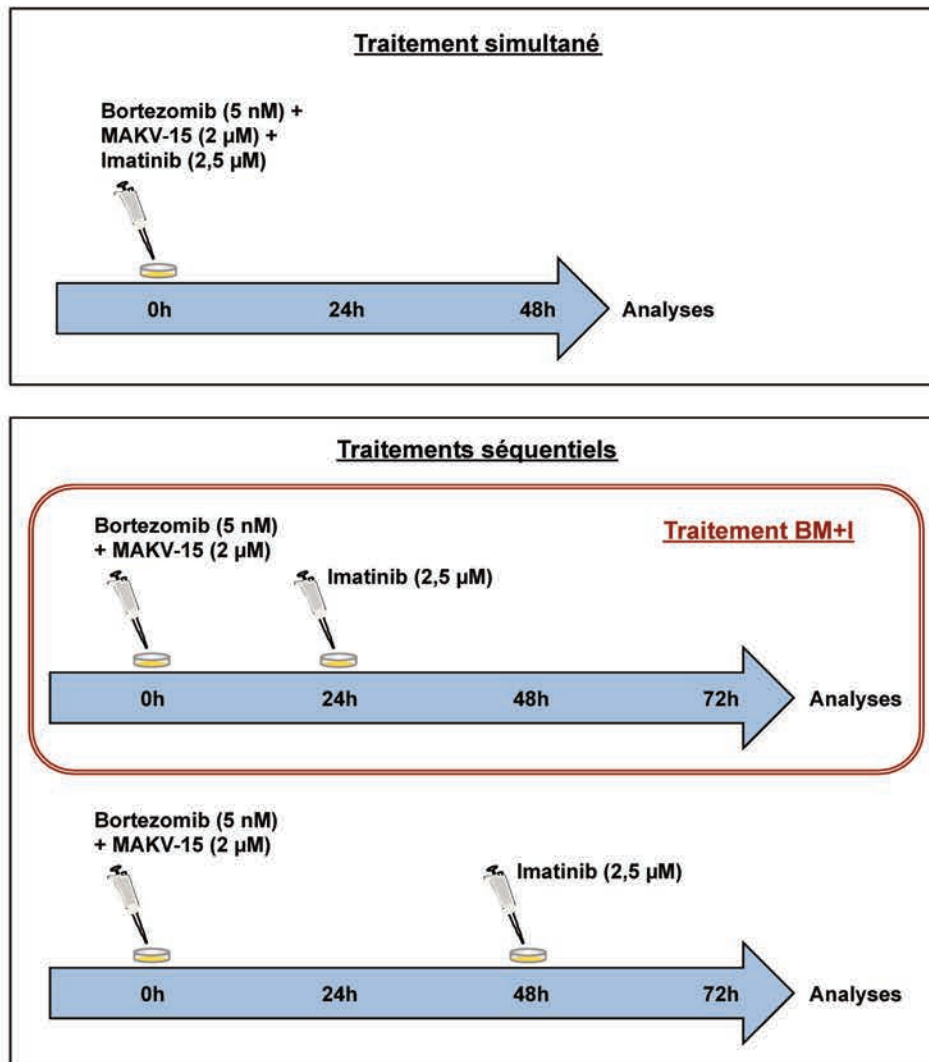 Traitement simultané
Bortezomib (5 nM) +
MAKV-15 (2 µM) +
Imatinib (2,5 µM)
0h 24h 48h Analyses
Traitements séquentiels
Traitement BM+I
Bortezomib (5 nM)
+ MAKV-15 (2 µM)
Imatinib (2,5 µM)
0h 24h 48h 72h Analyses
Bortezomib (5 nM)
+ MAKV-15 (2 µM)
Imatinib (2,5 µM)
0h 24h 48h 72h Analyses